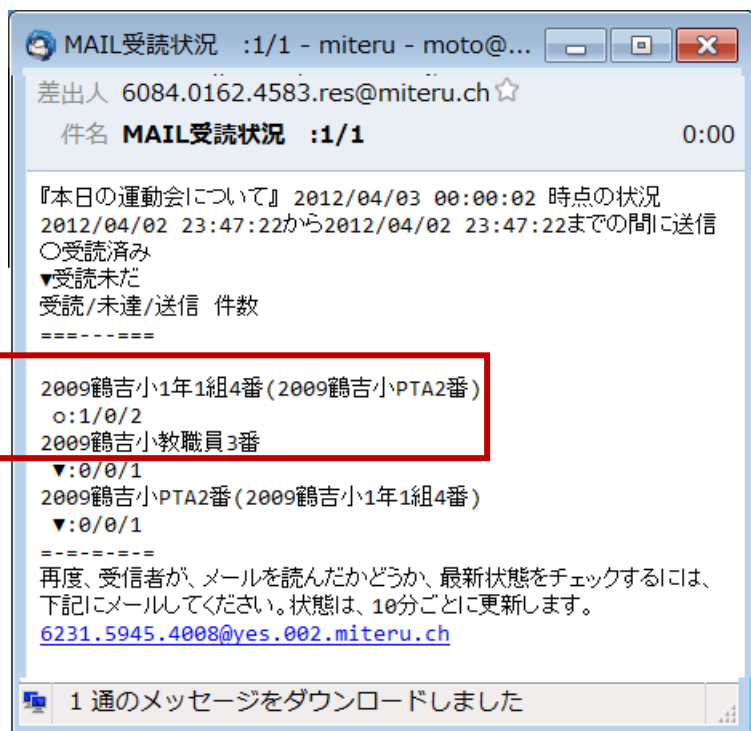 MAIL受読状況 :1/1 - miteru - moto@...
差出人 6084.0162.4583.res@miteru.ch
件名 MAIL受読状況 :1/1 0:00
『本日の運動会について』 2012/04/03 00:00:02 時点の状況
2012/04/02 23:47:22から2012/04/02 23:47:22までの間に送信
○受読済み
▼受読未だ
受読/未達/送信 件数
===---===
2009鶴吉小1年1組4番(2009鶴吉小PTA2番)
o:1/0/2
2009鶴吉小教職員3番
▼:0/0/1
2009鶴吉小PTA2番(2009鶴吉小1年1組4番)
▼:0/0/1
=-=-=-=-=
再度、受信者が、メールを読んだかどうか、最新状態をチェックするには、
下記にメールしてください。状態は、10分ごとに更新します。
6231.5945.4008@yes.002.miteru.ch
1 通のメッセージをダウンロードしました